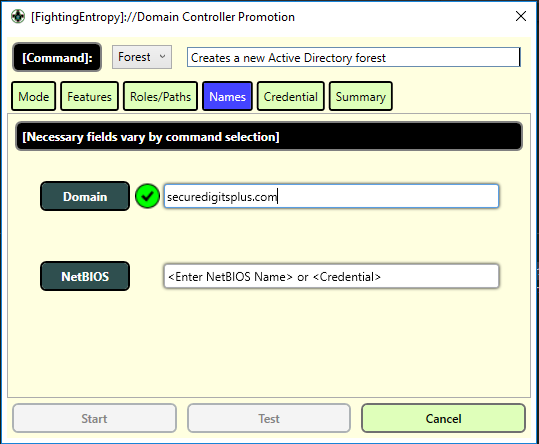 [FightingEntropy]://Domain Controller Promotion
[Command]: Forest Creates a new Active Directory forest
Mode Features Roles/Paths Names Credential Summary
[Necessary fields vary by command selection]
Domain securedigitsplus.com
NetBIOS <Enter NetBIOS Name> or <Credential>
Start Test Cancel